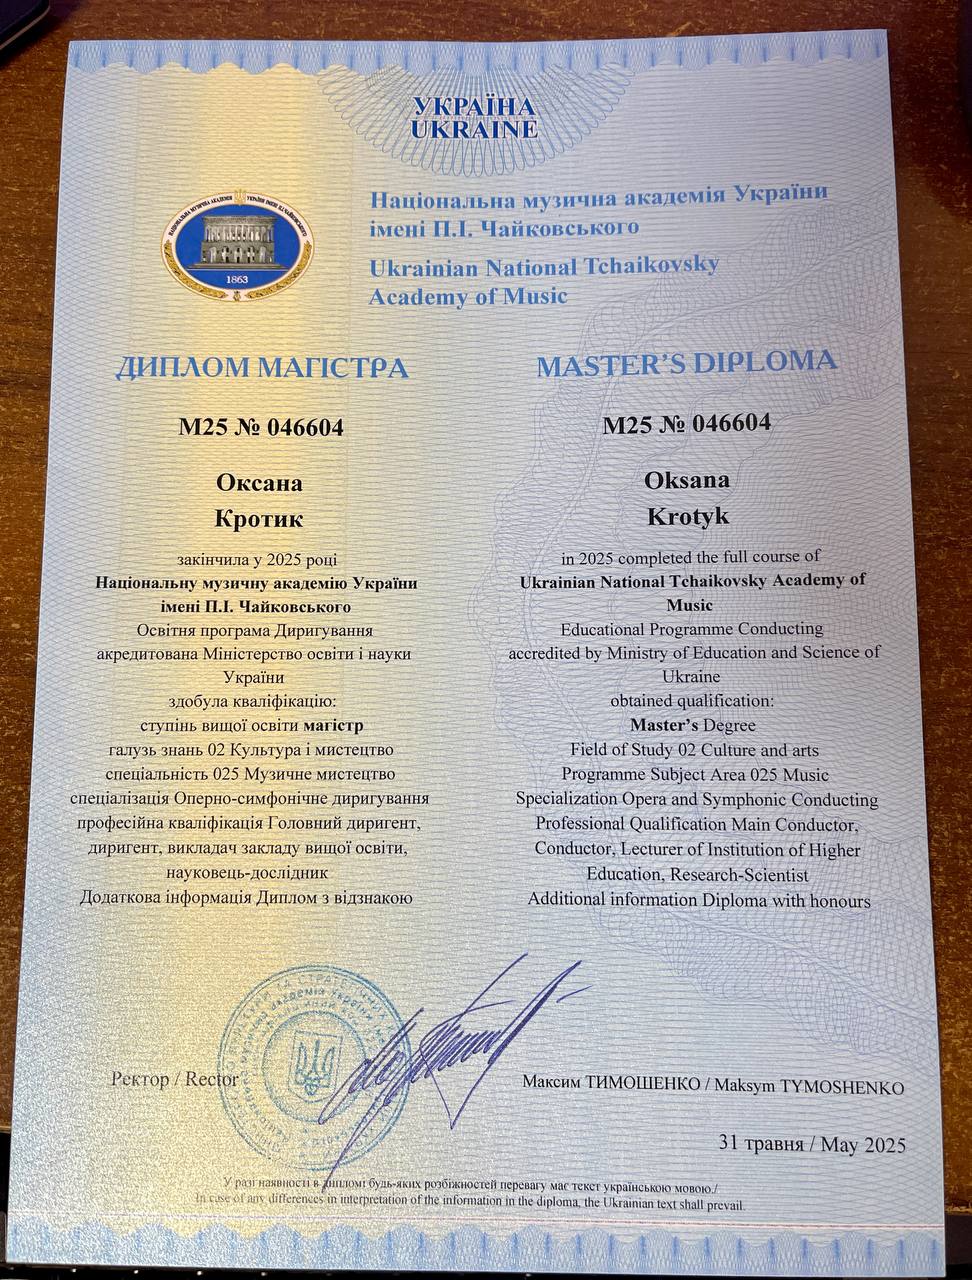 УКРАЇНА
UKRAINE
НАЦІОНАЛЬНА МУЗИЧНА АКАДЕМІЯ УКРАЇНИ ІМЕНІ П.І.ЧАЙКОВСЬКОГО
1863
Національна музична академія України
імені П.І. Чайковського
Ukrainian National Tchaikovsky
Academy of Music
ДИПЛОМ МАГІСТРА
M25 № 046604
Оксана
Кротик
закінчила у 2025 році
Національну музичну академію України
імені П.І. Чайковського
Освітня програма Диригування
акредитована Міністерство освіти і науки
України
здобула кваліфікацію:
ступінь вищої освіти магістр
галузь знань 02 Культура і мистецтво
спеціальність 025 Музичне мистецтво
спеціалізація Оперно-симфонічне диригування
професійна кваліфікація Головний диригент,
диригент, викладач закладу вищої освіти,
науковець-дослідник
Додаткова інформація Диплом з відзнакою
MASTER’S DIPLOMA
M25 № 046604
Oksana
Krotyk
in 2025 completed the full course of
Ukrainian National Tchaikovsky Academy of
Music
Educational Programme Conducting
accredited by Ministry of Education and Science of
Ukraine
obtained qualification:
Master’s Degree
Field of Study 02 Culture and arts
Programme Subject Area 025 Music
Specialization Opera and Symphonic Conducting
Professional Qualification Main Conductor,
Conductor, Lecturer of Institution of Higher
Education, Research-Scientist
Additional information Diploma with honours
Ректор / Rector
Максим ТИМОШЕНКО / Maksym TYMOSHENKO
31 травня / May 2025
У разі наявності в дипломі будь-яких розбіжностей перевагу має текст українською мовою./
In case of any differences in interpretation of the information in the diploma, the Ukrainian text shall prevail.